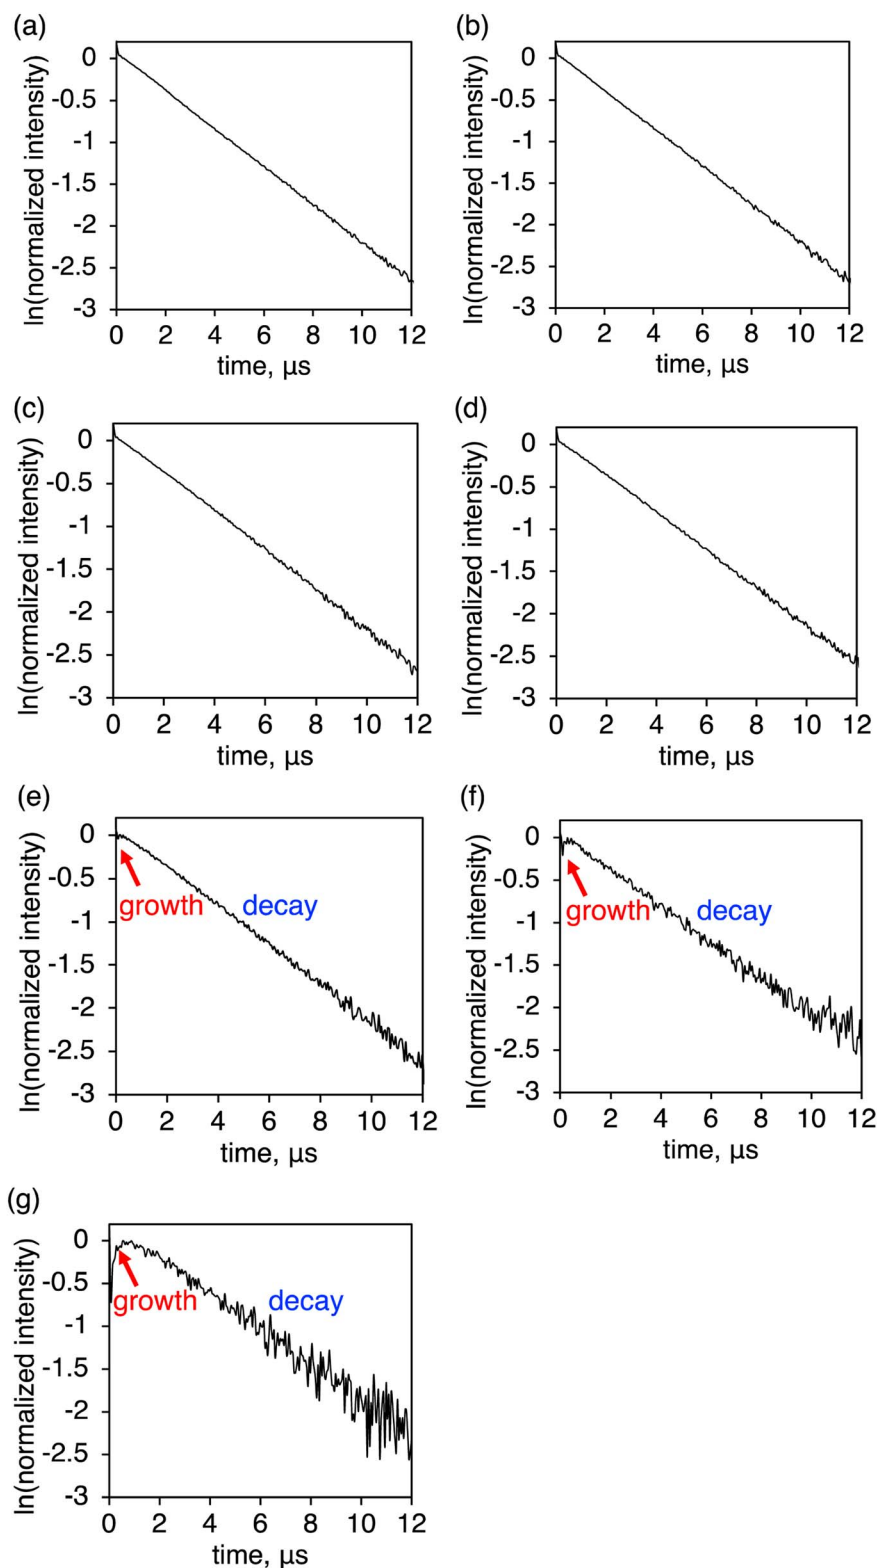 (a)
ln(normalized intensity)
0
-0.5
-1
-1.5
-2
-2.5
-3
0 2 4 6 8 10 12
time, μs
(b)
ln(normalized intensity)
0
-0.5
-1
-1.5
-2
-2.5
-3
0 2 4 6 8 10 12
time, μs
(c)
ln(normalized intensity)
0
-0.5
-1
-1.5
-2
-2.5
-3
0 2 4 6 8 10 12
time, μs
(d)
ln(normalized intensity)
0
-0.5
-1
-1.5
-2
-2.5
-3
0 2 4 6 8 10 12
time, μs
(e)
ln(normalized intensity)
0
-0.5
-1
-1.5
-2
-2.5
-3
growth decay
0 2 4 6 8 10 12
time, μs
(f)
ln(normalized intensity)
0
-0.5
-1
-1.5
-2
-2.5
-3
growth decay
0 2 4 6 8 10 12
time, μs
(g)
ln(normalized intensity)
0
-0.5
-1
-1.5
-2
-2.5
-3
growth decay
0 2 4 6 8 10 12
time, μs